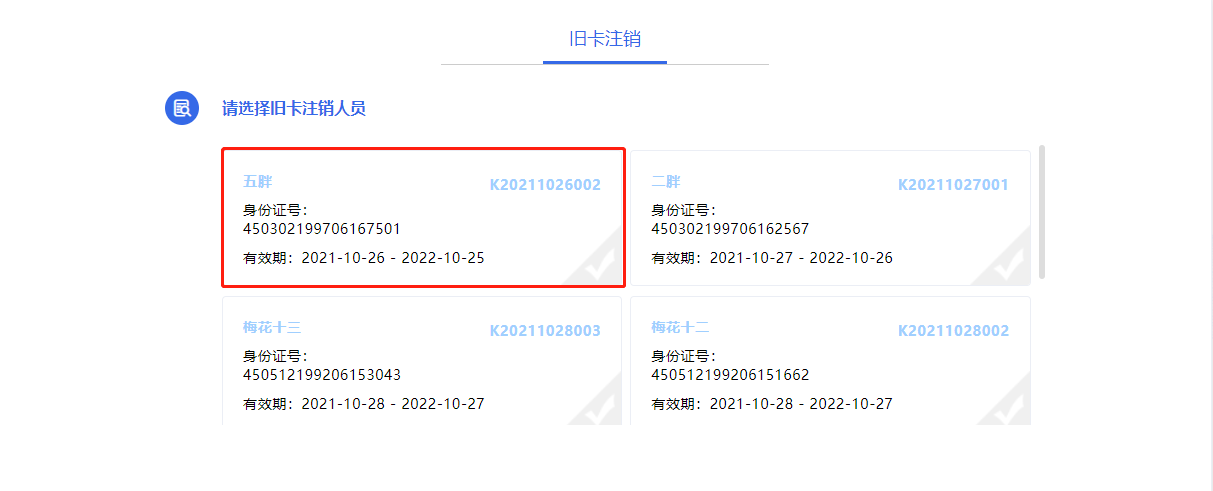 旧卡注销
请选择旧卡注销人员
五胖 K20211026002
身份证号：
450302199706167501
有效期：2021-10-26 - 2022-10-25
二胖 K20211027001
身份证号：
450302199706162567
有效期：2021-10-27 - 2022-10-26
梅花十三 K20211028003
身份证号：
450512199206153043
有效期：2021-10-28 - 2022-10-27
梅花十二 K20211028002
身份证号：
450512199206151662
有效期：2021-10-28 - 2022-10-27